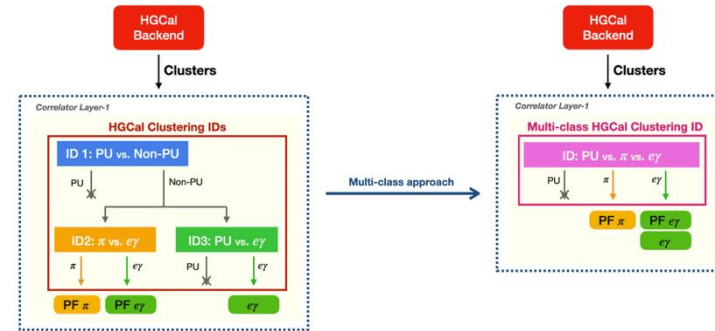 HGCal
Backend
Clusters
Correlator Layer-1
HGCal Clustering IDs
ID 1: PU vs. Non-PU
PU
Non-PU
ID2: π vs. eγ
ID3: PU vs. eγ
π
eγ
PU
eγ
PF π
PF eγ
eγ
Multi-class approach
HGCal
Backend
Clusters
Correlator Layer-1
Multi-class HGCal Clustering ID
ID: PU vs. π vs. eγ
PU
π
eγ
PF π
PF eγ
eγ